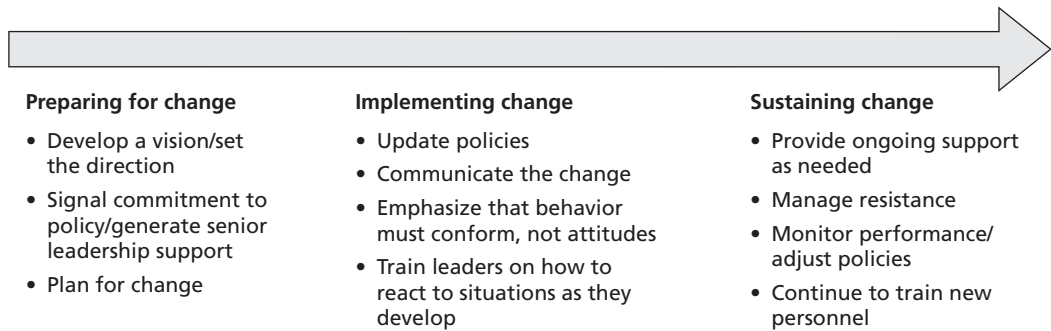 Preparing for change
• Develop a vision/set
the direction
• Signal commitment to
policy/generate senior
leadership support
• Plan for change
Implementing change
• Update policies
• Communicate the change
• Emphasize that behavior
must conform, not attitudes
• Train leaders on how to
react to situations as they
develop
Sustaining change
• Provide ongoing support
as needed
• Manage resistance
• Monitor performance/
adjust policies
• Continue to train new
personnel